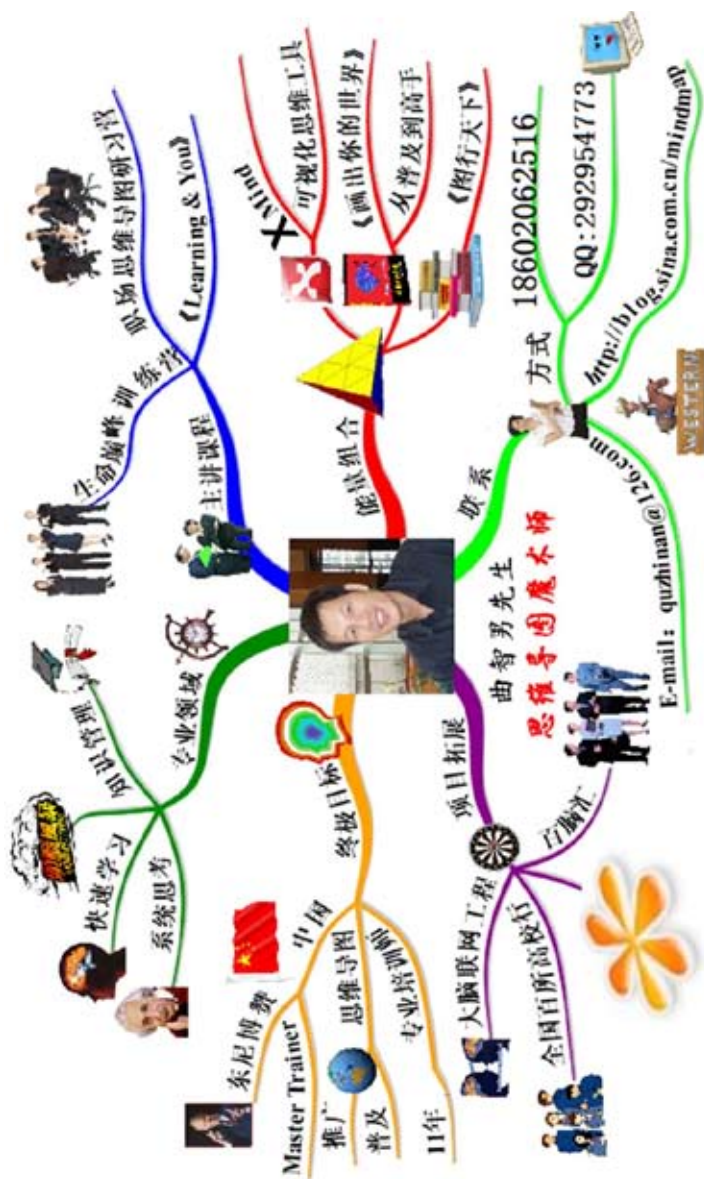 曲智男先生
思维导图魔术师
专业领域
知识管理
快速学习
系统思考
主讲课程
生命巅峰训练营
职场思维导图研习营
《Learning & You》
能量组合
XMind
可视化思维工具
《画出你的世界》
从普及到高手
《图行天下》
联系
方式
18602062516
QQ:292954773
http://blog.sina.com.cn/mindmap
E-mail: quzhinan@126.com
WESTERN
项目拓展
百脑汇
全国百所高校行
大脑联网工程
终极目标
中国
东尼博赞
Master Trainer
思维导图
推广
普及
专业培训师
11年